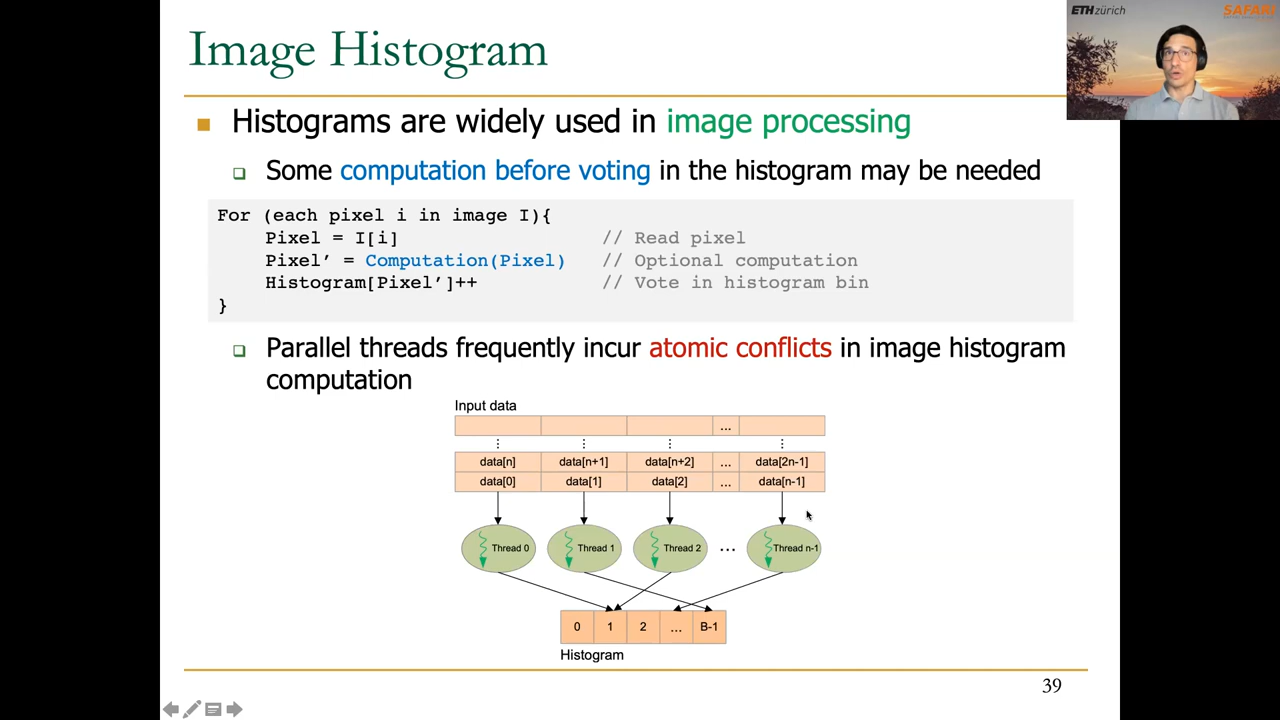 Image Histogram
ETH zürich
SAFARI
Histograms are widely used in image processing
Some computation before voting in the histogram may be needed
For (each pixel i in image I){
Pixel = I[i] // Read pixel
Pixel’ = Computation(Pixel) // Optional computation
Histogram[Pixel’]++ // Vote in histogram bin
}
Parallel threads frequently incur atomic conflicts in image histogram
computation
Input data
...
⋮ ⋮ ⋮ ⋮
data[n] data[n+1] data[n+2] ... data[2n-1]
data[0] data[1] data[2] ... data[n-1]
Thread 0 Thread 1 Thread 2 ... Thread n-1
0 1 2 ... B-1
Histogram
39